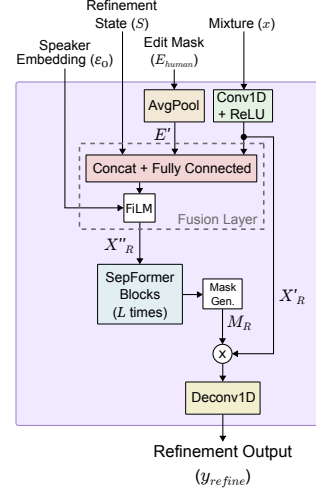 Refinement
State (S)
Mixture (x)
Speaker
Embedding (ε₀)
Edit Mask
(E_human)
AvgPool
Conv1D
+ ReLU
E'
Concat + Fully Connected
FiLM
Fusion Layer
X''_R
SepFormer
Blocks
(L times)
Mask
Gen.
X'_R
M_R
x
Deconv1D
Refinement Output
(y_refine)